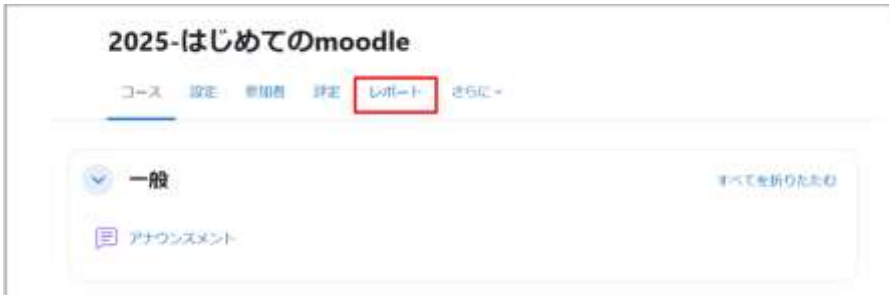 2025-はじめてのmoodle
コース 設定 参加者 評定 レポート さらに
一般 すべてを折りたたむ
アナウンスメント